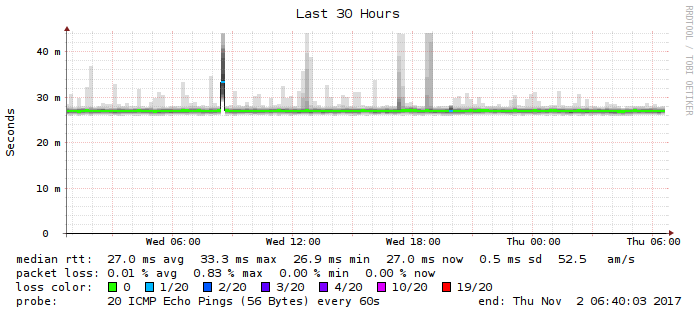 Last 30 Hours
RRDTOOL / TOBI OETIKER
Seconds
40 m
30 m
20 m
10 m
0
Wed 06:00 Wed 12:00 Wed 18:00 Thu 00:00 Thu 06:00
median rtt: 27.0 ms avg 33.3 ms max 26.9 ms min 27.0 ms now 0.5 ms sd 52.5 am/s
packet loss: 0.01 % avg 0.83 % max 0.00 % min 0.00 % now
loss color: 0 1/20 2/20 3/20 4/20 10/20 19/20
probe: 20 ICMP Echo Pings (56 Bytes) every 60s end: Thu Nov 2 06:40:03 2017